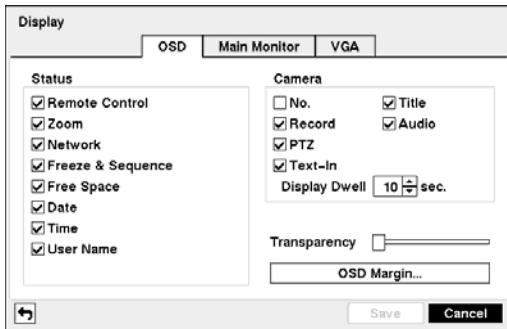 Display
OSD Main Monitor VGA
Status
Remote Control
Zoom
Network
Freeze & Sequence
Free Space
Date
Time
User Name
Camera
No. Title
Record Audio
PTZ
Text-In
Display Dwell 10 sec.
Transparency
OSD Margin...
Save Cancel